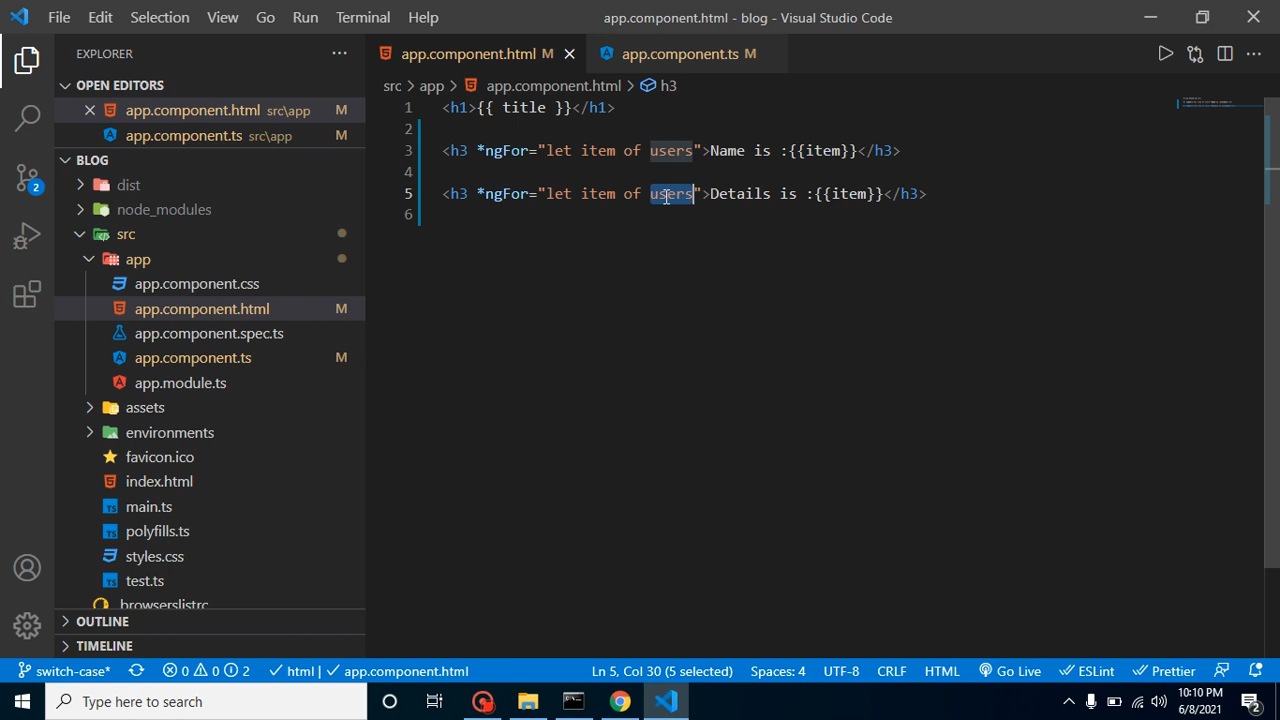 File Edit Selection View Go Run Terminal Help app.component.html - blog - Visual Studio Code
EXPLORER
OPEN EDITORS
app.component.html src\app M
app.component.ts src\app M
BLOG
dist
node_modules
src
app
app.component.css
app.component.html M
app.component.spec.ts
app.component.ts M
app.module.ts
assets
environments
favicon.ico
index.html
main.ts
polyfills.ts
styles.css
test.ts
.browserslistrc
OUTLINE
TIMELINE
2
app.component.html M app.component.ts M
src > app > app.component.html > h3
1 <h1>{{ title }}</h1>
2
3 <h3 *ngFor="let item of users">Name is :{{item}}</h3>
4
5 <h3 *ngFor="let item of users">Details is :{{item}}</h3>
6
switch-case* 0 0 2 html | app.component.html Ln 5, Col 30 (5 selected) Spaces: 4 UTF-8 CRLF HTML Go Live ESLint Prettier
Type here to search
10:10 PM
6/8/2021
2